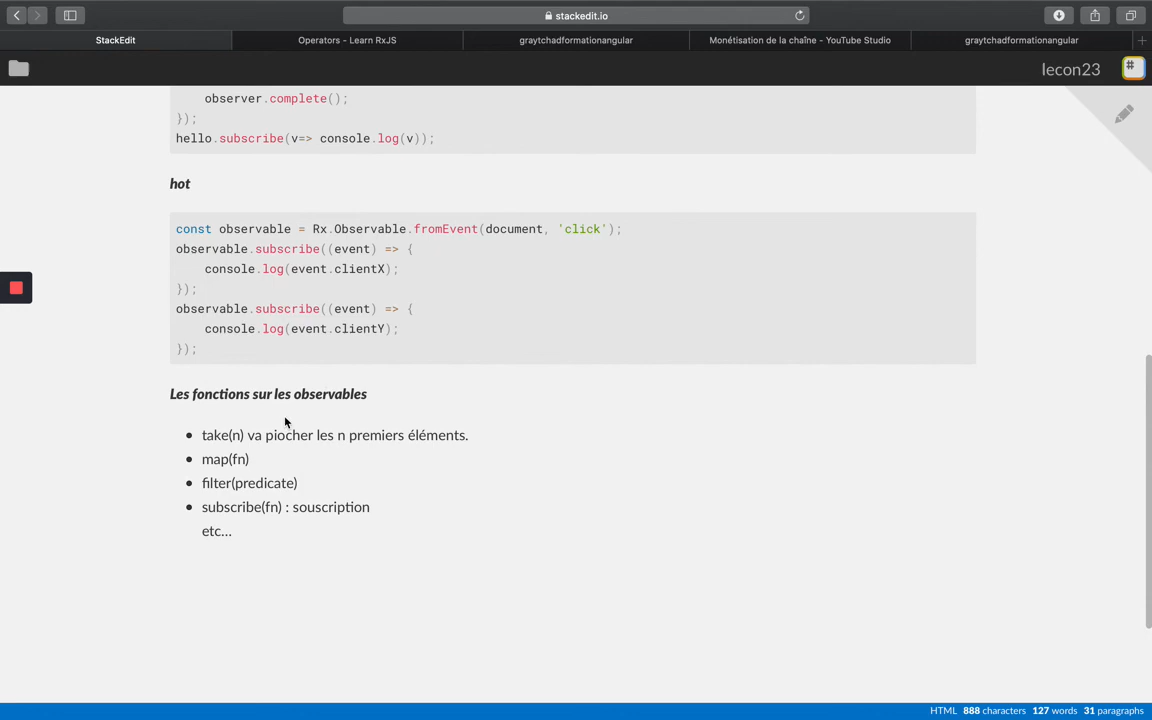 stackedit.io
StackEdit
Operators - Learn RxJS
graytchadformationangular
Monétisation de la chaîne - YouTube Studio
graytchadformationangular
lecon23
#
observer.complete();
});
hello.subscribe(v=> console.log(v));
hot
const observable = Rx.Observable.fromEvent(document, 'click');
observable.subscribe((event) => {
console.log(event.clientX);
});
observable.subscribe((event) => {
console.log(event.clientY);
});
Les fonctions sur les observables
take(n) va piocher les n premiers éléments.
map(fn)
filter(predicate)
subscribe(fn) : souscription
etc...
HTML 888 characters 127 words 31 paragraphs